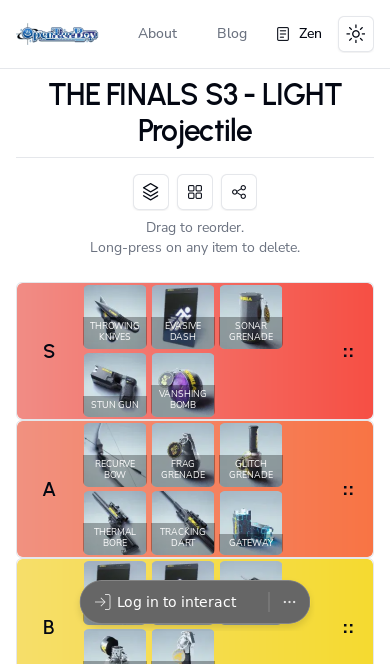 About
Blog
Zen
THE FINALS S3 - LIGHT
Projectile
Drag to reorder.
Long-press on any item to delete.
S
THROWING
KNIVES
EVASIVE
DASH
SONAR
GRENADE
STUN GUN
VANSHING
BOMB
A
RECURVE
BOW
FRAG
GRENADE
GLITCH
GRENADE
THERMAL
BORE
TRACKING
DART
GATEWAY
B
Log in to interact